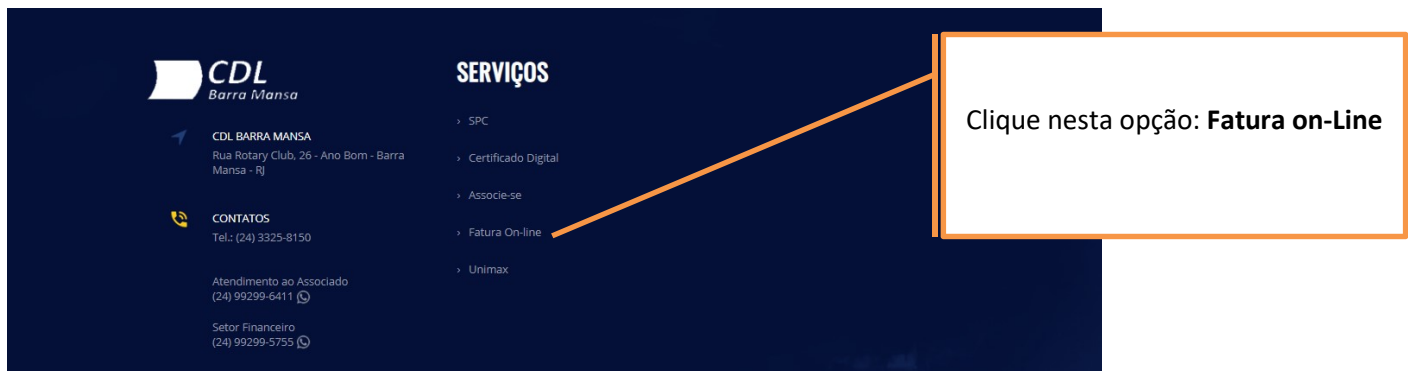 CDL
Barra Mansa
CDL BARRA MANSA
Rua Rotary Club, 26 - Ano Bom - Barra
Mansa - RJ
CONTATOS
Tel.: (24) 3325-8150
Atendimento ao Associado
(24) 99299-6411
Setor Financeiro
(24) 99299-5755
SERVIÇOS
› SPC
› Certificado Digital
› Associe-se
› Fatura On-line
› Unimax
Clique nesta opção: Fatura on-Line